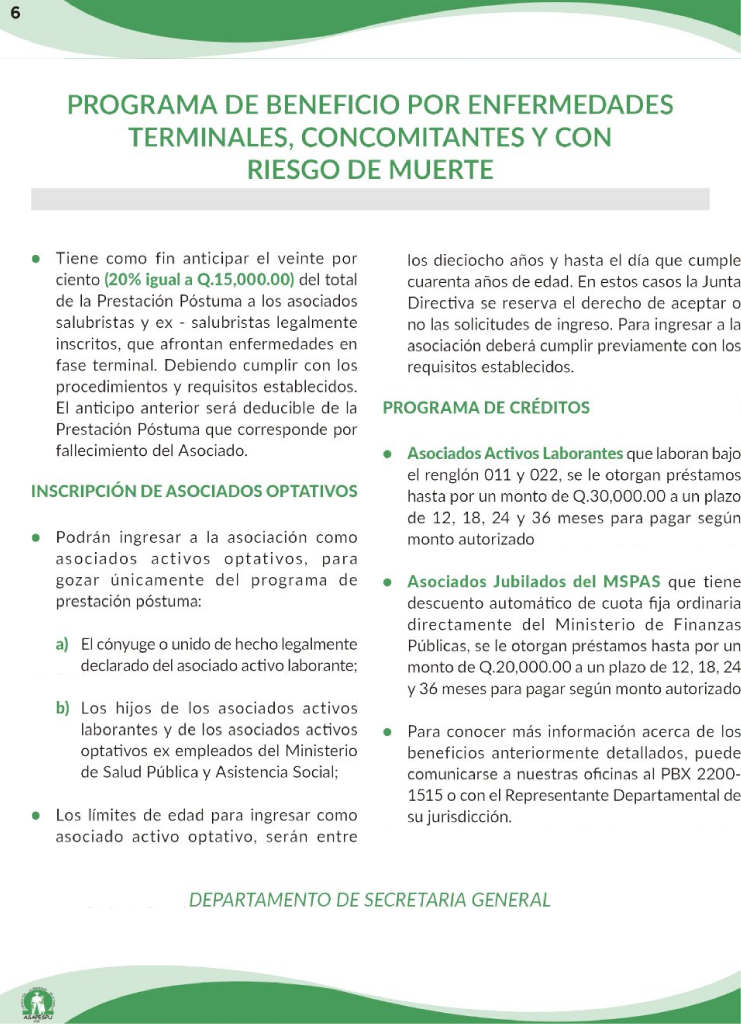 6
PROGRAMA DE BENEFICIO POR ENFERMEDADES
TERMINALES, CONCOMITANTES Y CON
RIESGO DE MUERTE
● Tiene como fin anticipar el veinte por
ciento (20% igual a Q.15,000.00) del total
de la Prestación Póstuma a los asociados
salubristas y ex - salubristas legalmente
inscritos, que afrontan enfermedades en
fase terminal. Debiendo cumplir con los
procedimientos y requisitos establecidos.
El anticipo anterior será deducible de la
Prestación Póstuma que corresponde por
fallecimiento del Asociado.
INSCRIPCIÓN DE ASOCIADOS OPTATIVOS
● Podrán ingresar a la asociación como
asociados activos optativos, para
gozar únicamente del programa de
prestación póstuma:
a) El cónyuge o unido de hecho legalmente
declarado del asociado activo laborante;
b) Los hijos de los asociados activos
laborantes y de los asociados activos
optativos ex empleados del Ministerio
de Salud Pública y Asistencia Social;
● Los límites de edad para ingresar como
asociado activo optativo, serán entre
los dieciocho años y hasta el día que cumple
cuarenta años de edad. En estos casos la Junta
Directiva se reserva el derecho de aceptar o
no las solicitudes de ingreso. Para ingresar a la
asociación deberá cumplir previamente con los
requisitos establecidos.
PROGRAMA DE CRÉDITOS
● Asociados Activos Laborantes que laboran bajo
el renglón 011 y 022, se le otorgan préstamos
hasta por un monto de Q.30,000.00 a un plazo
de 12, 18, 24 y 36 meses para pagar según
monto autorizado
● Asociados Jubilados del MSPAS que tiene
descuento automático de cuota fija ordinaria
directamente del Ministerio de Finanzas
Públicas, se le otorgan préstamos hasta por un
monto de Q.20,000.00 a un plazo de 12, 18, 24
y 36 meses para pagar según monto autorizado
● Para conocer más información acerca de los
beneficios anteriormente detallados, puede
comunicarse a nuestras oficinas al PBX 2200-
1515 o con el Representante Departamental de
su jurisdicción.
DEPARTAMENTO DE SECRETARIA GENERAL